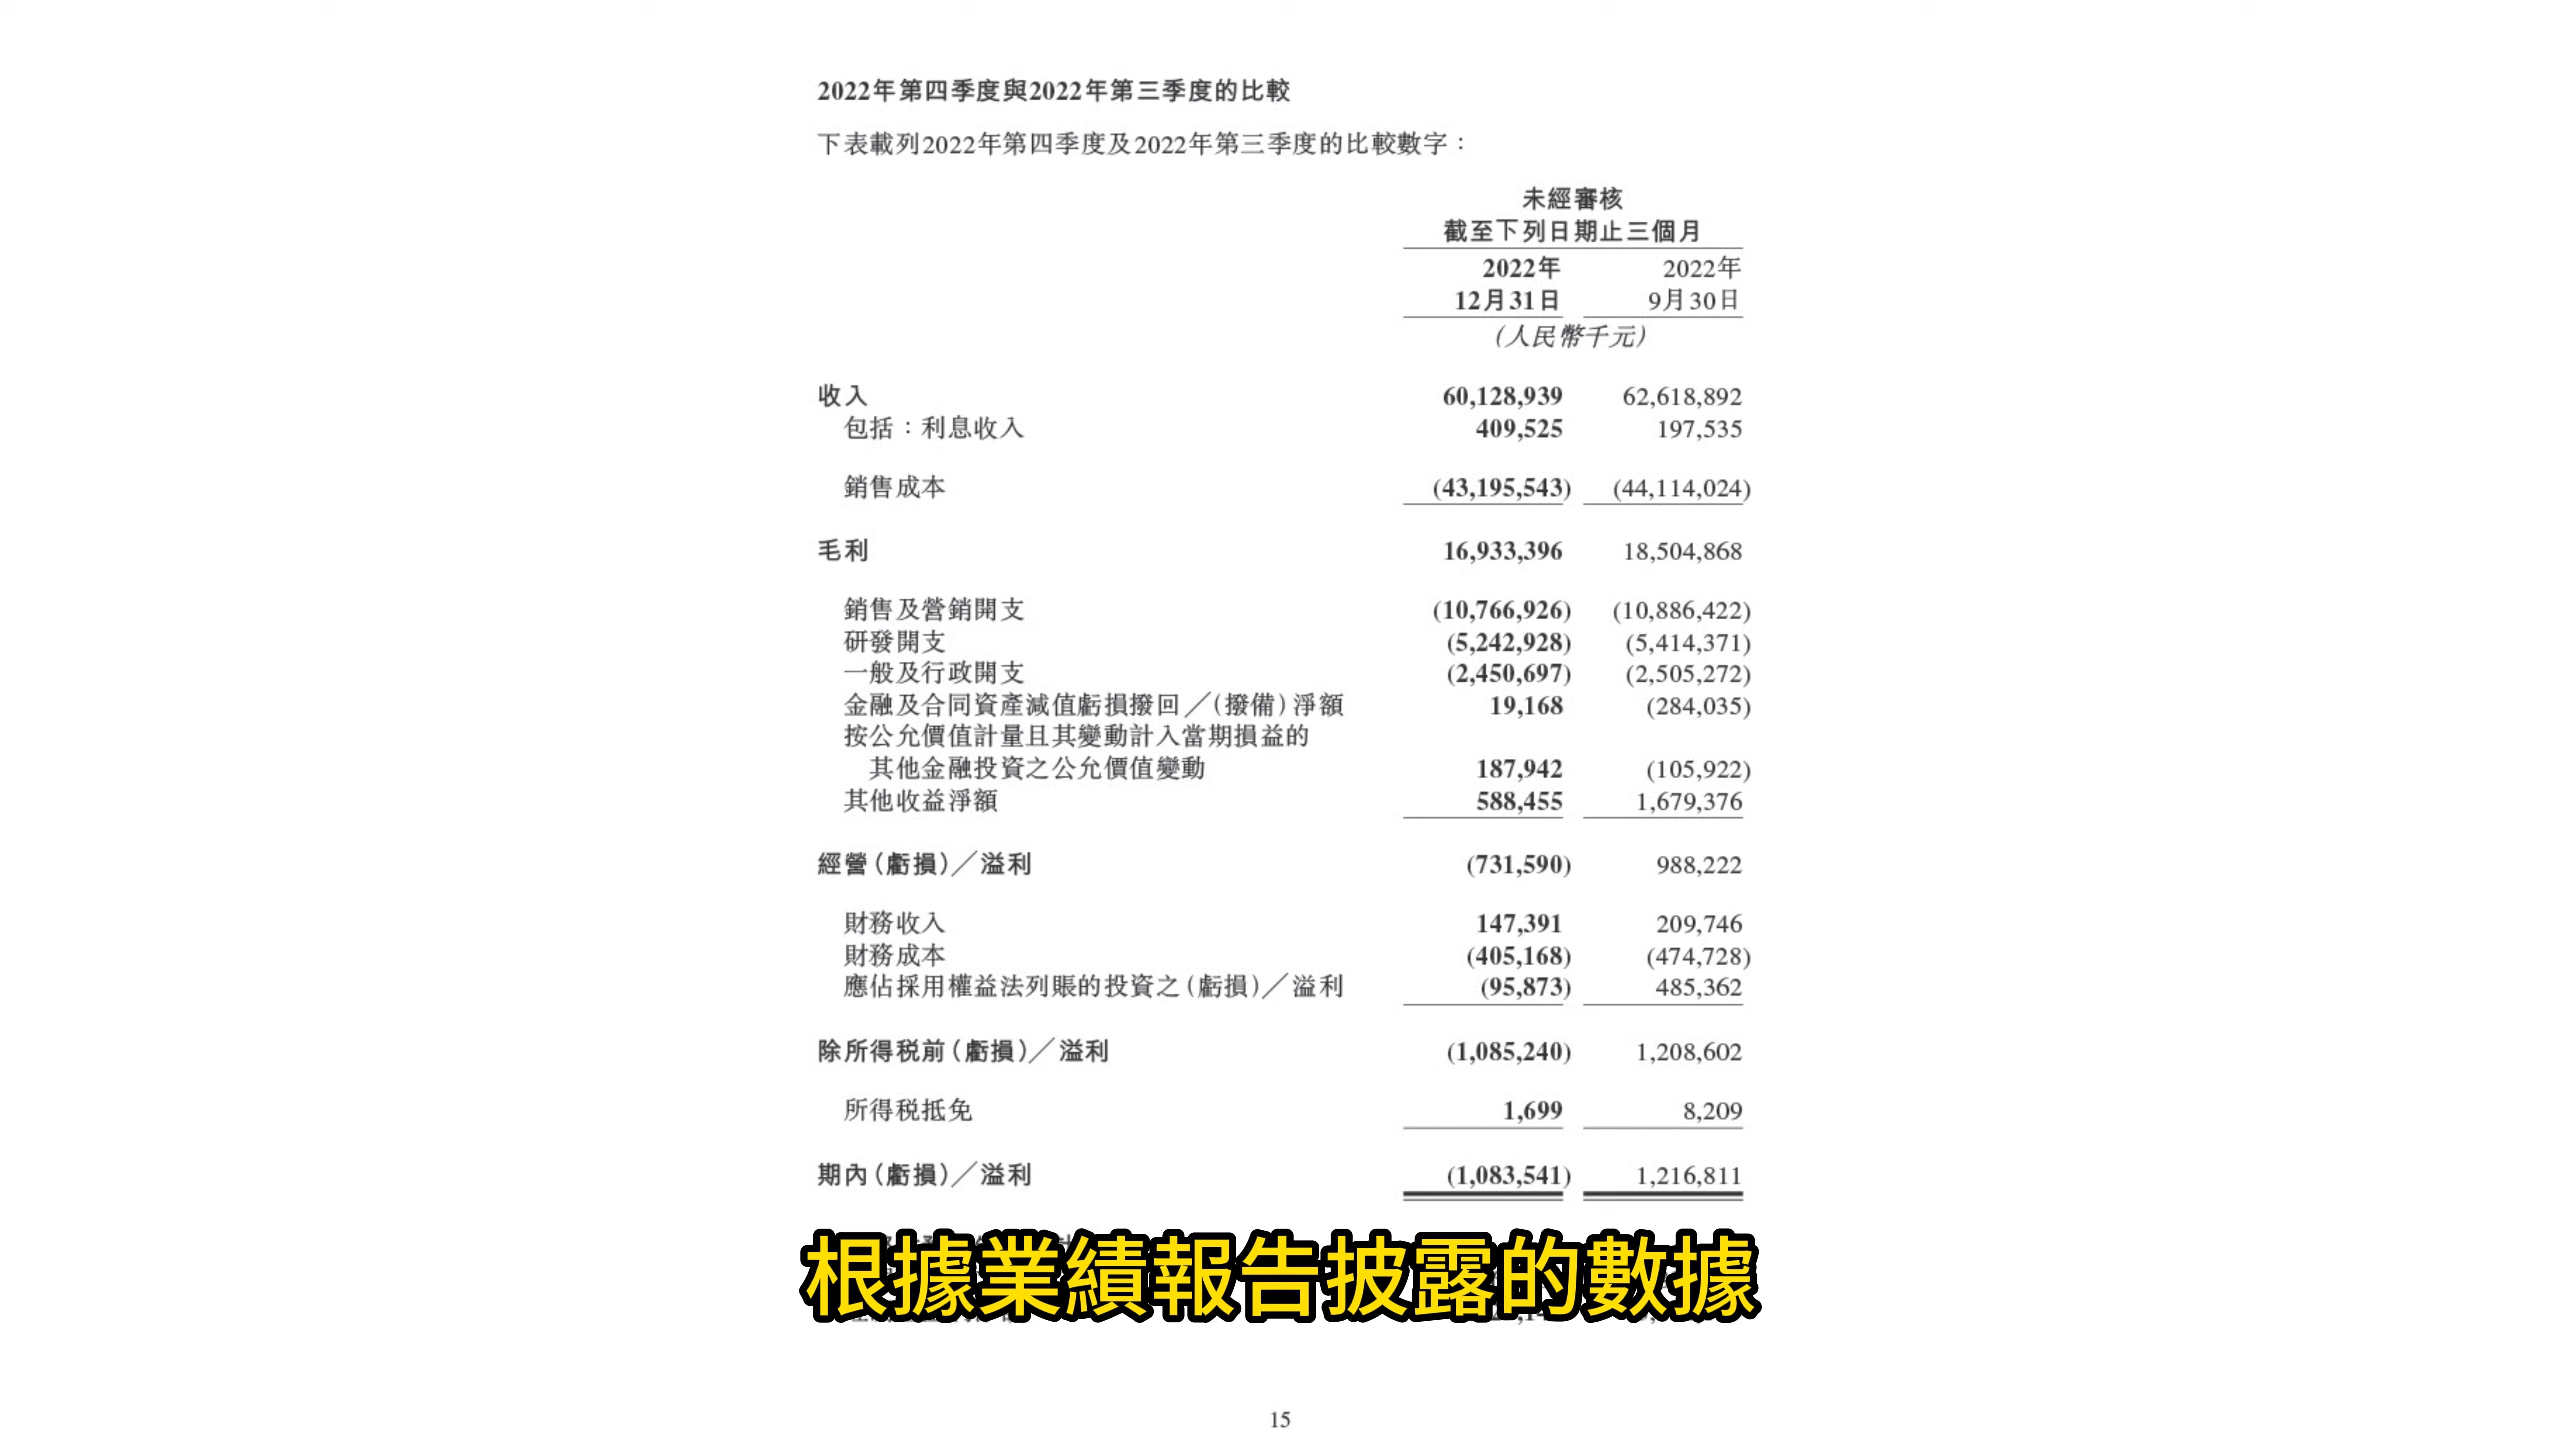 2022年第四季度與2022年第三季度的比較
下表載列2022年第四季度及2022年第三季度的比較數字：
未經審核
截至下列日期止三個月
2022年 2022年
12月31日 9月30日
（人民幣千元）
收入 60,128,939 62,618,892
包括：利息收入 409,525 197,535
銷售成本 (43,195,543) (44,114,024)
毛利 16,933,396 18,504,868
銷售及營銷開支 (10,766,926) (10,886,422)
研發開支 (5,242,928) (5,414,371)
一般及行政開支 (2,450,697) (2,505,272)
金融及合同資產減值虧損撥回／（撥備）淨額 19,168 (284,035)
按公允價值計量且其變動計入當期損益的
其他金融投資之公允價值變動 187,942 (105,922)
其他收益淨額 588,455 1,679,376
經營（虧損）／溢利 (731,590) 988,222
財務收入 147,391 209,746
財務成本 (405,168) (474,728)
應佔採用權益法列賬的投資之（虧損）／溢利 (95,873) 485,362
除所得税前（虧損）／溢利 (1,085,240) 1,208,602
所得税抵免 1,699 8,209
期內（虧損）／溢利 (1,083,541) 1,216,811
根據業績報告披露的數據
15